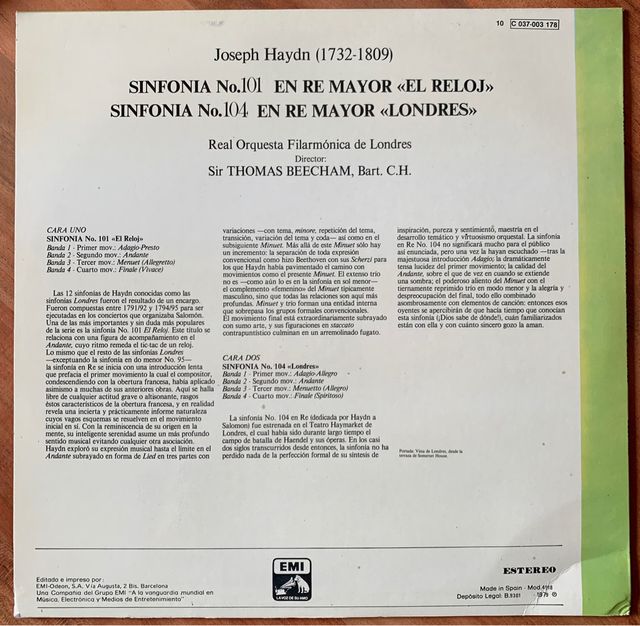 10 C 037-003 178
Joseph Haydn (1732-1809)
SINFONIA No.101 EN RE MAYOR «EL RELOJ»
SINFONIA No.104 EN RE MAYOR «LONDRES»
Real Orquesta Filarmónica de Londres
Director:
Sir THOMAS BEECHAM, Bart. C.H.
CARA UNO
SINFONÍA No. 101 «El Reloj»
Banda 1 - Primer mov.: Adagio-Presto
Banda 2 - Segundo mov.: Andante
Banda 3 - Tercer mov.: Menuet (Allegretto)
Banda 4 - Cuarto mov.: Finale (Vivace)
Las 12 sinfonías de Haydn conocidas como las
sinfonías Londres fueron el resultado de un encargo.
Fueron compuestas entre 1791/92 y 1794/95 para ser
ejecutadas en los conciertos que organizaba Salomón.
Una de las más importantes y sin duda más populares
de la serie es la sinfonía No. 101 El Reloj. Este título se
relaciona con una figura de acompañamiento en el
Andante, cuyo ritmo remeda el tic-tac de un reloj.
Lo mismo que el resto de las sinfonías Londres
—exceptuando la sinfonía en do menor No. 95—
la sinfonía en Re se inicia con una introducción lenta
que prefacia el primer movimiento la cual el compositor,
condescendiendo con la obertura francesa, había aplicado
asimismo a muchas de sus anteriores obras. Aquí se halla
libre de cualquier actitud grave o altisonante, rasgos
éstos característicos de la obertura francesa, y en realidad
revela una incierta y prácticamente informe naturaleza
cuyos vagos esquemas se resuelven en el movimiento
inicial en sí. Con la reminiscencia de su origen en la
mente, su inteligente serenidad asume un más profundo
sentido musical evitando cualquier otra asociación.
Haydn exploró su expresión musical hasta el límite en el
Andante subrayado en forma de Lied en tres partes con
variaciones —con tema, minore, repetición del tema,
transición, variación del tema y coda— así como en el
subsiguiente Minuet. Más allá de este Minuet sólo hay
un incremento: la separación de toda expresión
convencional como hizo Beethoven con sus Scherzi para
los que Haydn había pavimentado el camino con
movimientos como el presente Minuet. El extenso trío
no es —como aún lo es en la sinfonía en sol menor—
el complemento «femenino» del Minuet típicamente
masculino, sino que todas las relaciones son aquí más
profundas. Minuet y trío forman una entidad interna
que sobrepasa los grupos formales convencionales.
El movimiento final está extraordinariamente subrayado
con sumo arte, y sus figuraciones en staccato
contrapuntístico culminan en un arremolinado fugato.
CARA DOS
SINFONÍA No. 104 «Londres»
Banda 1 - Primer mov.: Adagio-Allegro
Banda 2 - Segundo mov.: Andante
Banda 3 - Tercer mov.: Menuetto (Allegro)
Banda 4 - Cuarto mov.: Finale (Spiritoso)
La sinfonía No. 104 en Re (dedicada por Haydn a
Salomon) fue estrenada en el Teatro Haymarket de
Londres, el cual había sido durante largo tiempo el
campo de batalla de Haendel y sus óperas. En los casi
dos siglos transcurridos desde entonces, la sinfonía no ha
perdido nada de la perfección formal de su síntesis de
inspiración, pureza y sentimiento, maestría en el
desarrollo temático y virtuosismo orquestal. La sinfonía
en Re No. 104 no significará mucho para el público
así enunciada, pero una vez la hayan escuchado —tras la
majestuosa introducción Adagio; la dramáticamente
tensa lucidez del primer movimiento; la calidad del
Andante, sobre el que de vez en cuando se extiende
una sombra; el poderoso aliento del Minuet con el
tiernamente reprimido trío en modo menor y la alegría y
despreocupación del final, todo ello combinado
asombrosamente con elementos de canción; entonces esos
oyentes se apercibirán de que hacía tiempo que conocían
esta sinfonía (¡Dios sabe de dónde!), cuán familiarizados
están con ella y con cuánto sincero gozo la aman.
Portada: Vista de Londres, desde la
terraza de Somerset House.
Editado e impreso por:
EMI-Odeon, S.A. Vía Augusta, 2 Bis. Barcelona
Una Compañía del Grupo EMI "A la vanguardia mundial en
Música, Electrónica y Medios de Entretenimiento"
EMI
LA VOZ DE SU AMO
ESTEREO
Made in Spain - Mod.
Depósito Legal: B.9381 - 1979 ℗